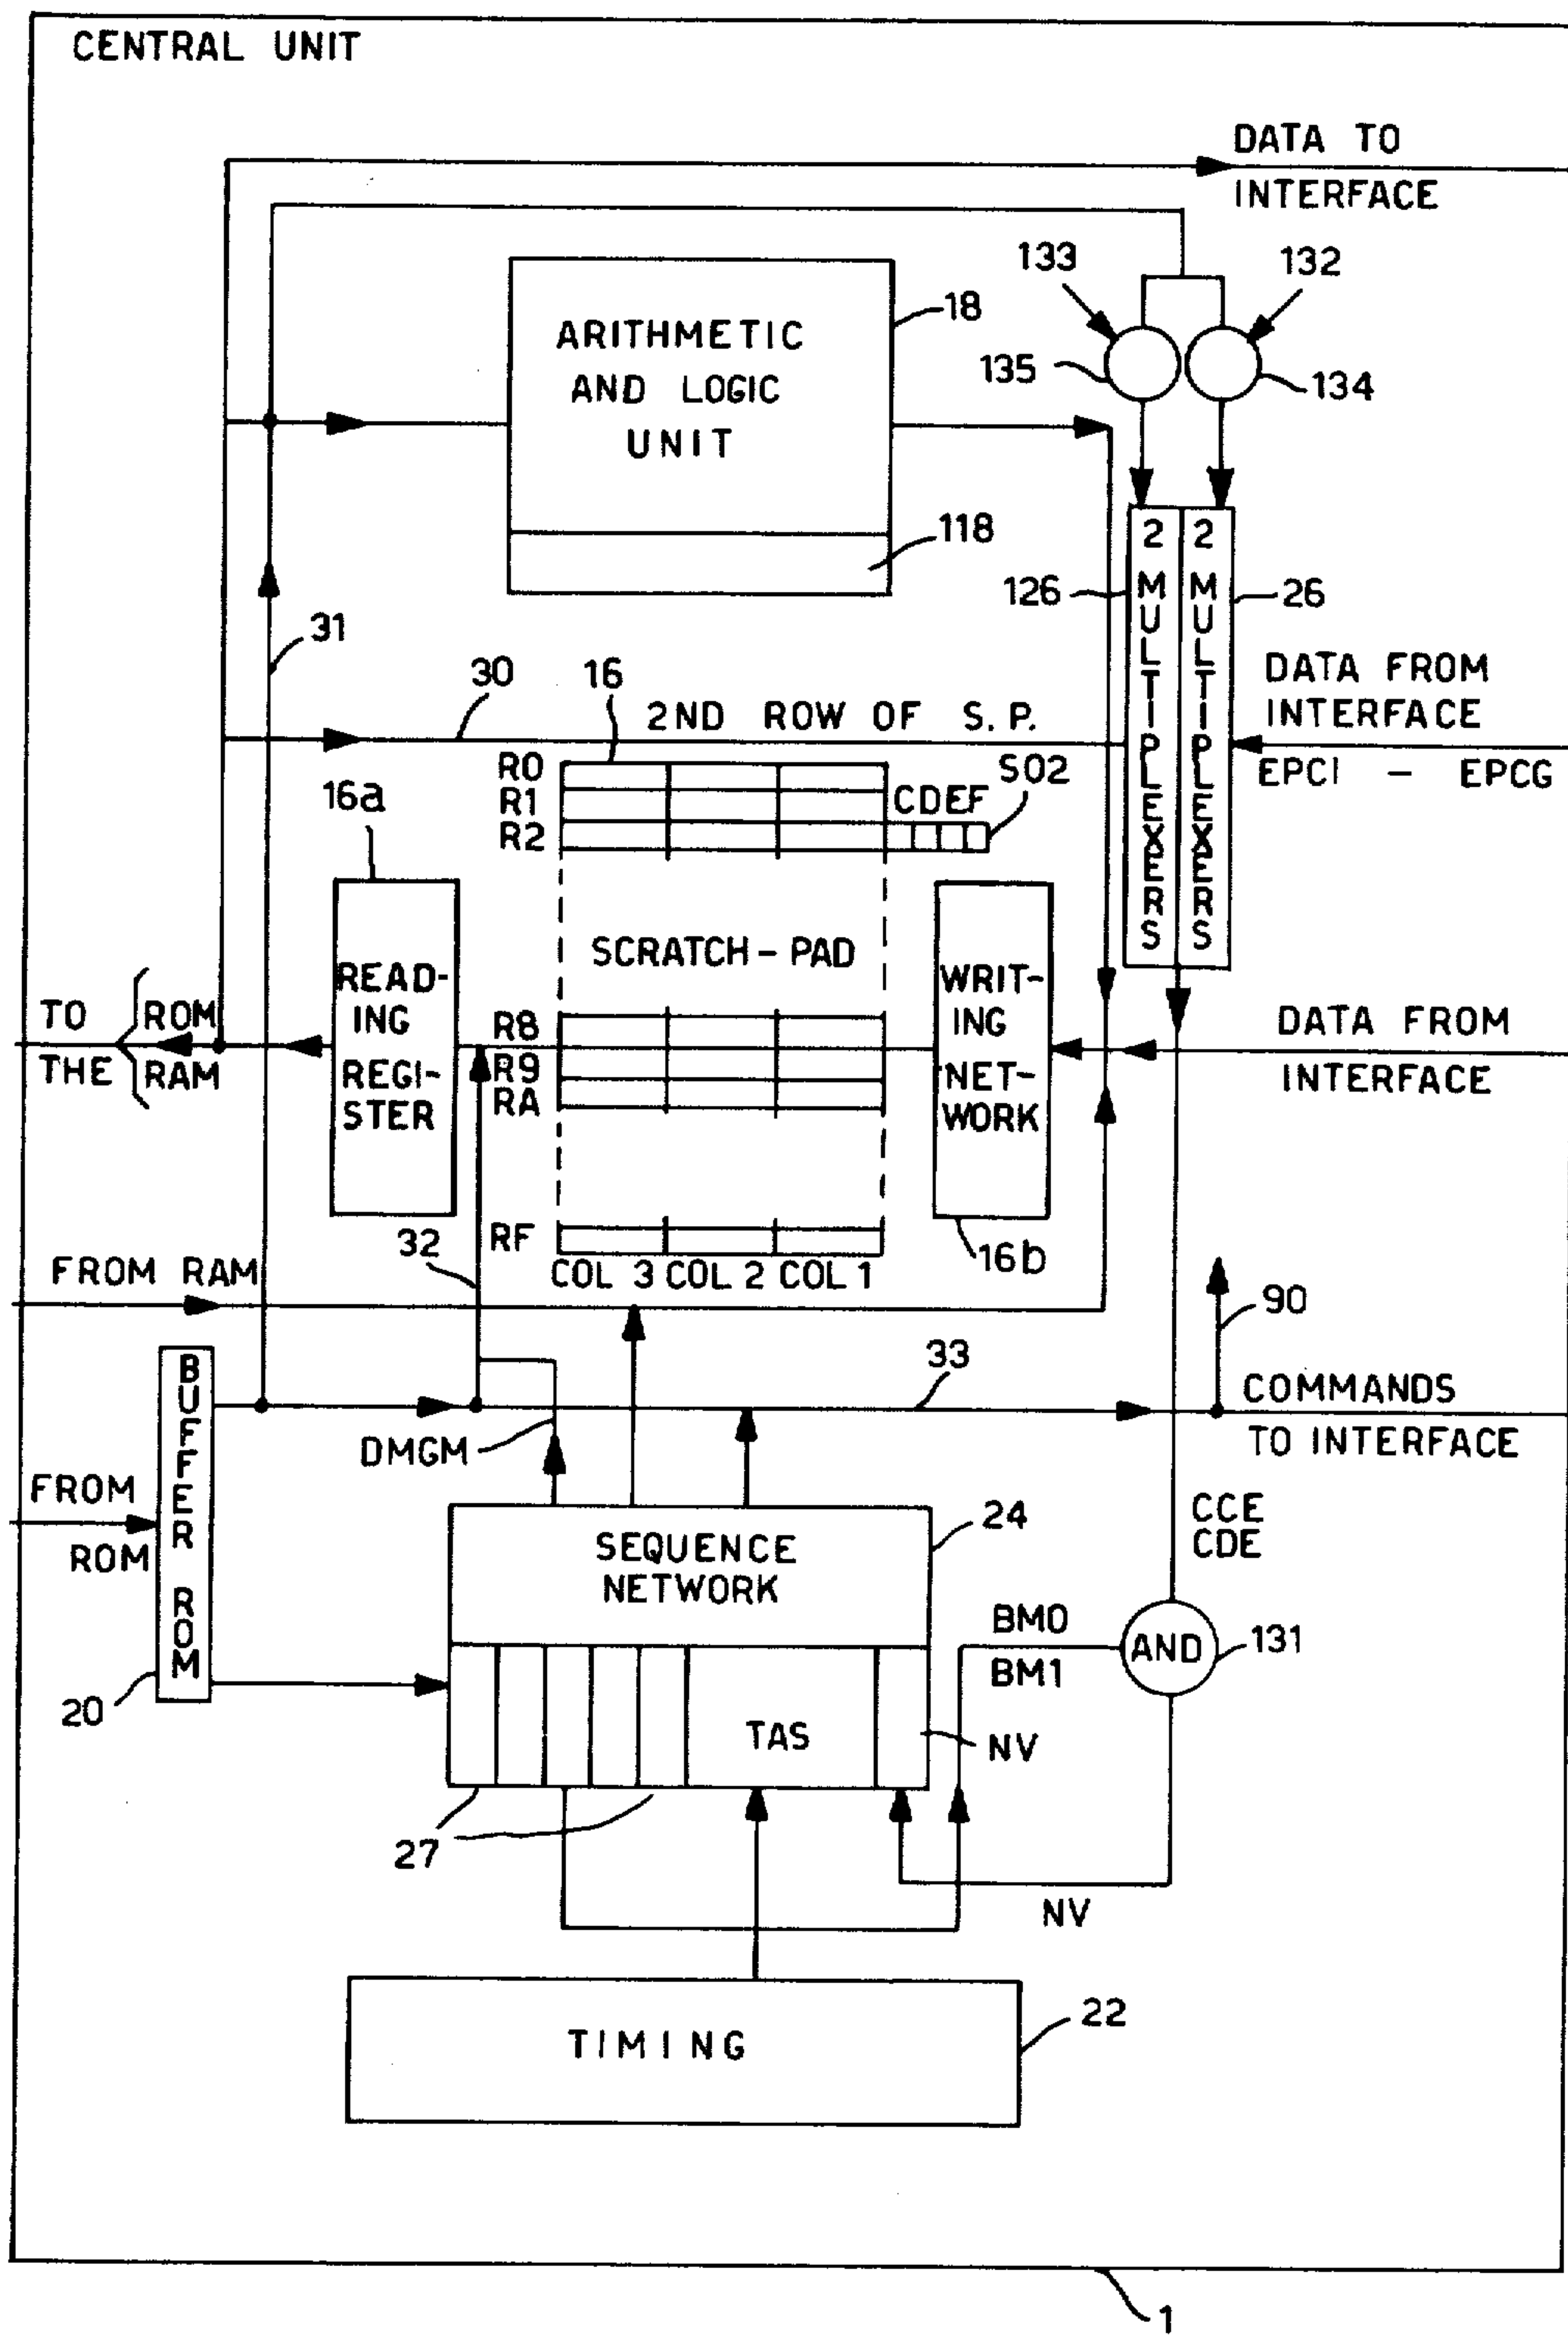 CENTRAL UNIT
DATA TO
INTERFACE
133
132
18
ARITHMETIC
AND LOGIC
UNIT
135
134
118
2 2
126
MULTIPLEXERS
MULTIPLEXERS
26
31
30
16
2ND ROW OF S.P.
DATA FROM
INTERFACE
EPCI - EPCG
R0
R1
R2
CDEF
S02
16a
SCRATCH-PAD
READ-
ING
REGI-
STER
WRIT-
ING
NET-
WORK
TO
THE
ROM
RAM
R8
R9
RA
DATA FROM
INTERFACE
RF
32
16b
COL 3 COL 2 COL 1
FROM RAM
90
33
BUFFER ROM
COMMANDS
TO INTERFACE
DMGM
FROM
ROM
24
SEQUENCE
NETWORK
CCE
CDE
BM0
BM1
AND
131
20
TAS
NV
27
NV
22
TIMING
1